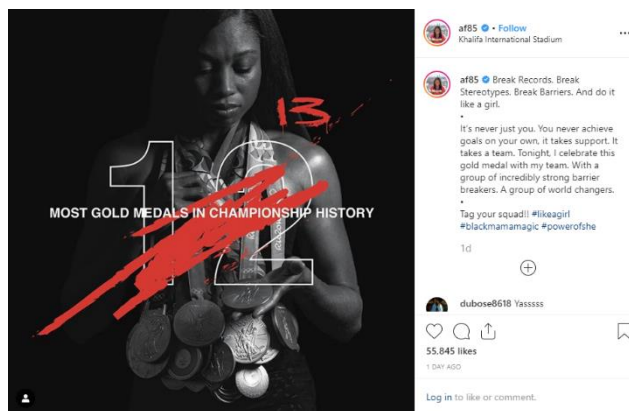 13
12
MOST GOLD MEDALS IN CHAMPIONSHIP HISTORY
af85 • Follow
Khalifa International Stadium
af85 Break Records. Break
Stereotypes. Break Barriers. And do it
like a girl.
•
It's never just you. You never achieve
goals on your own, it takes support. It
takes a team. Tonight, I celebrate this
gold medal with my team. With a
group of incredibly strong barrier
breakers. A group of world changers.
•
Tag your squad!! #likeagirl
#blackmamamagic #powerofshe
1d
dubose8618 Yasssss
55.845 likes
1 DAY AGO
Log in to like or comment.